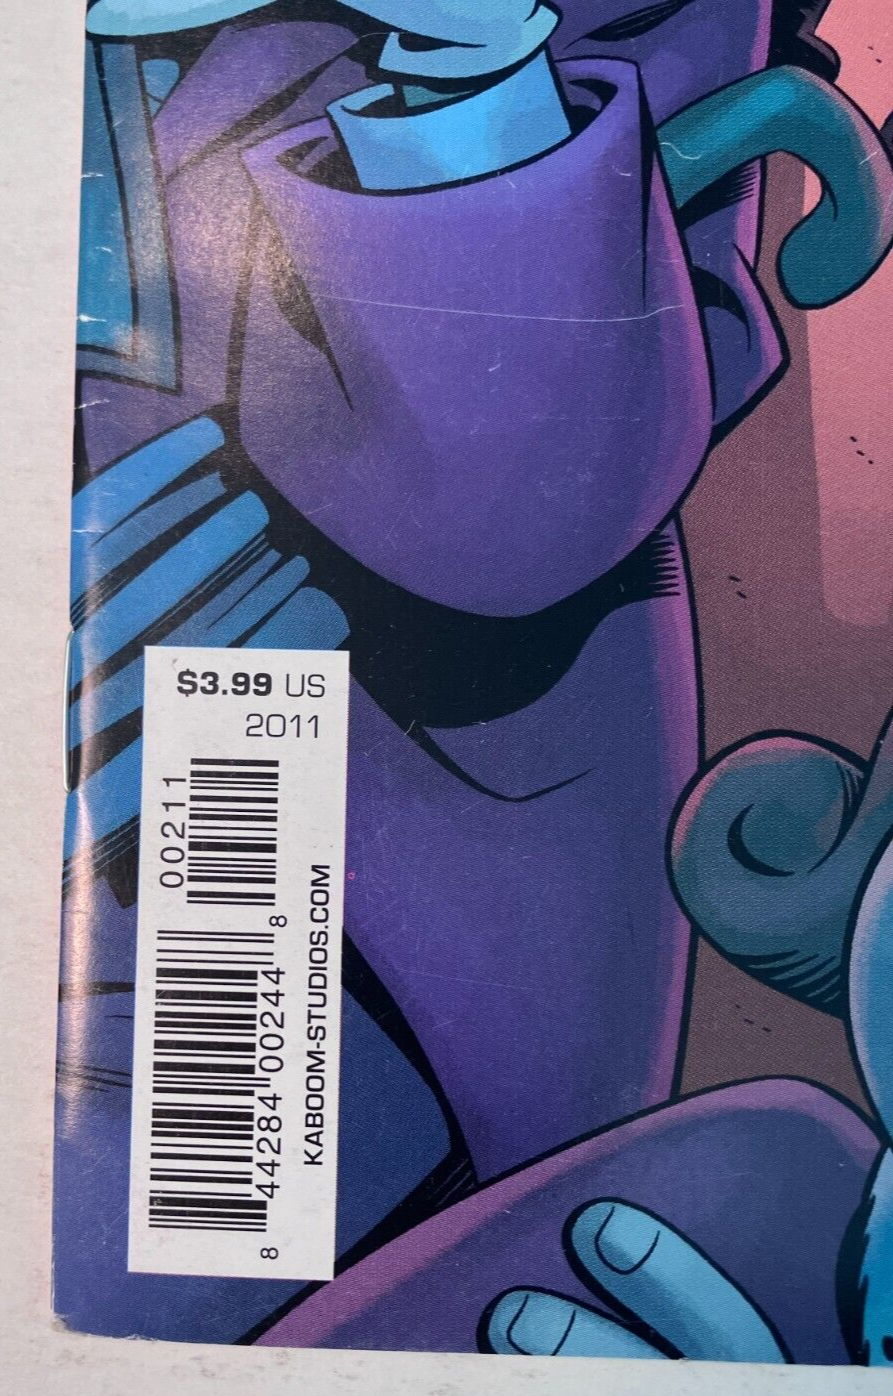 $3.99 US
2011
00211
8 44284 00244 8
KABOOM-STUDIOS.COM